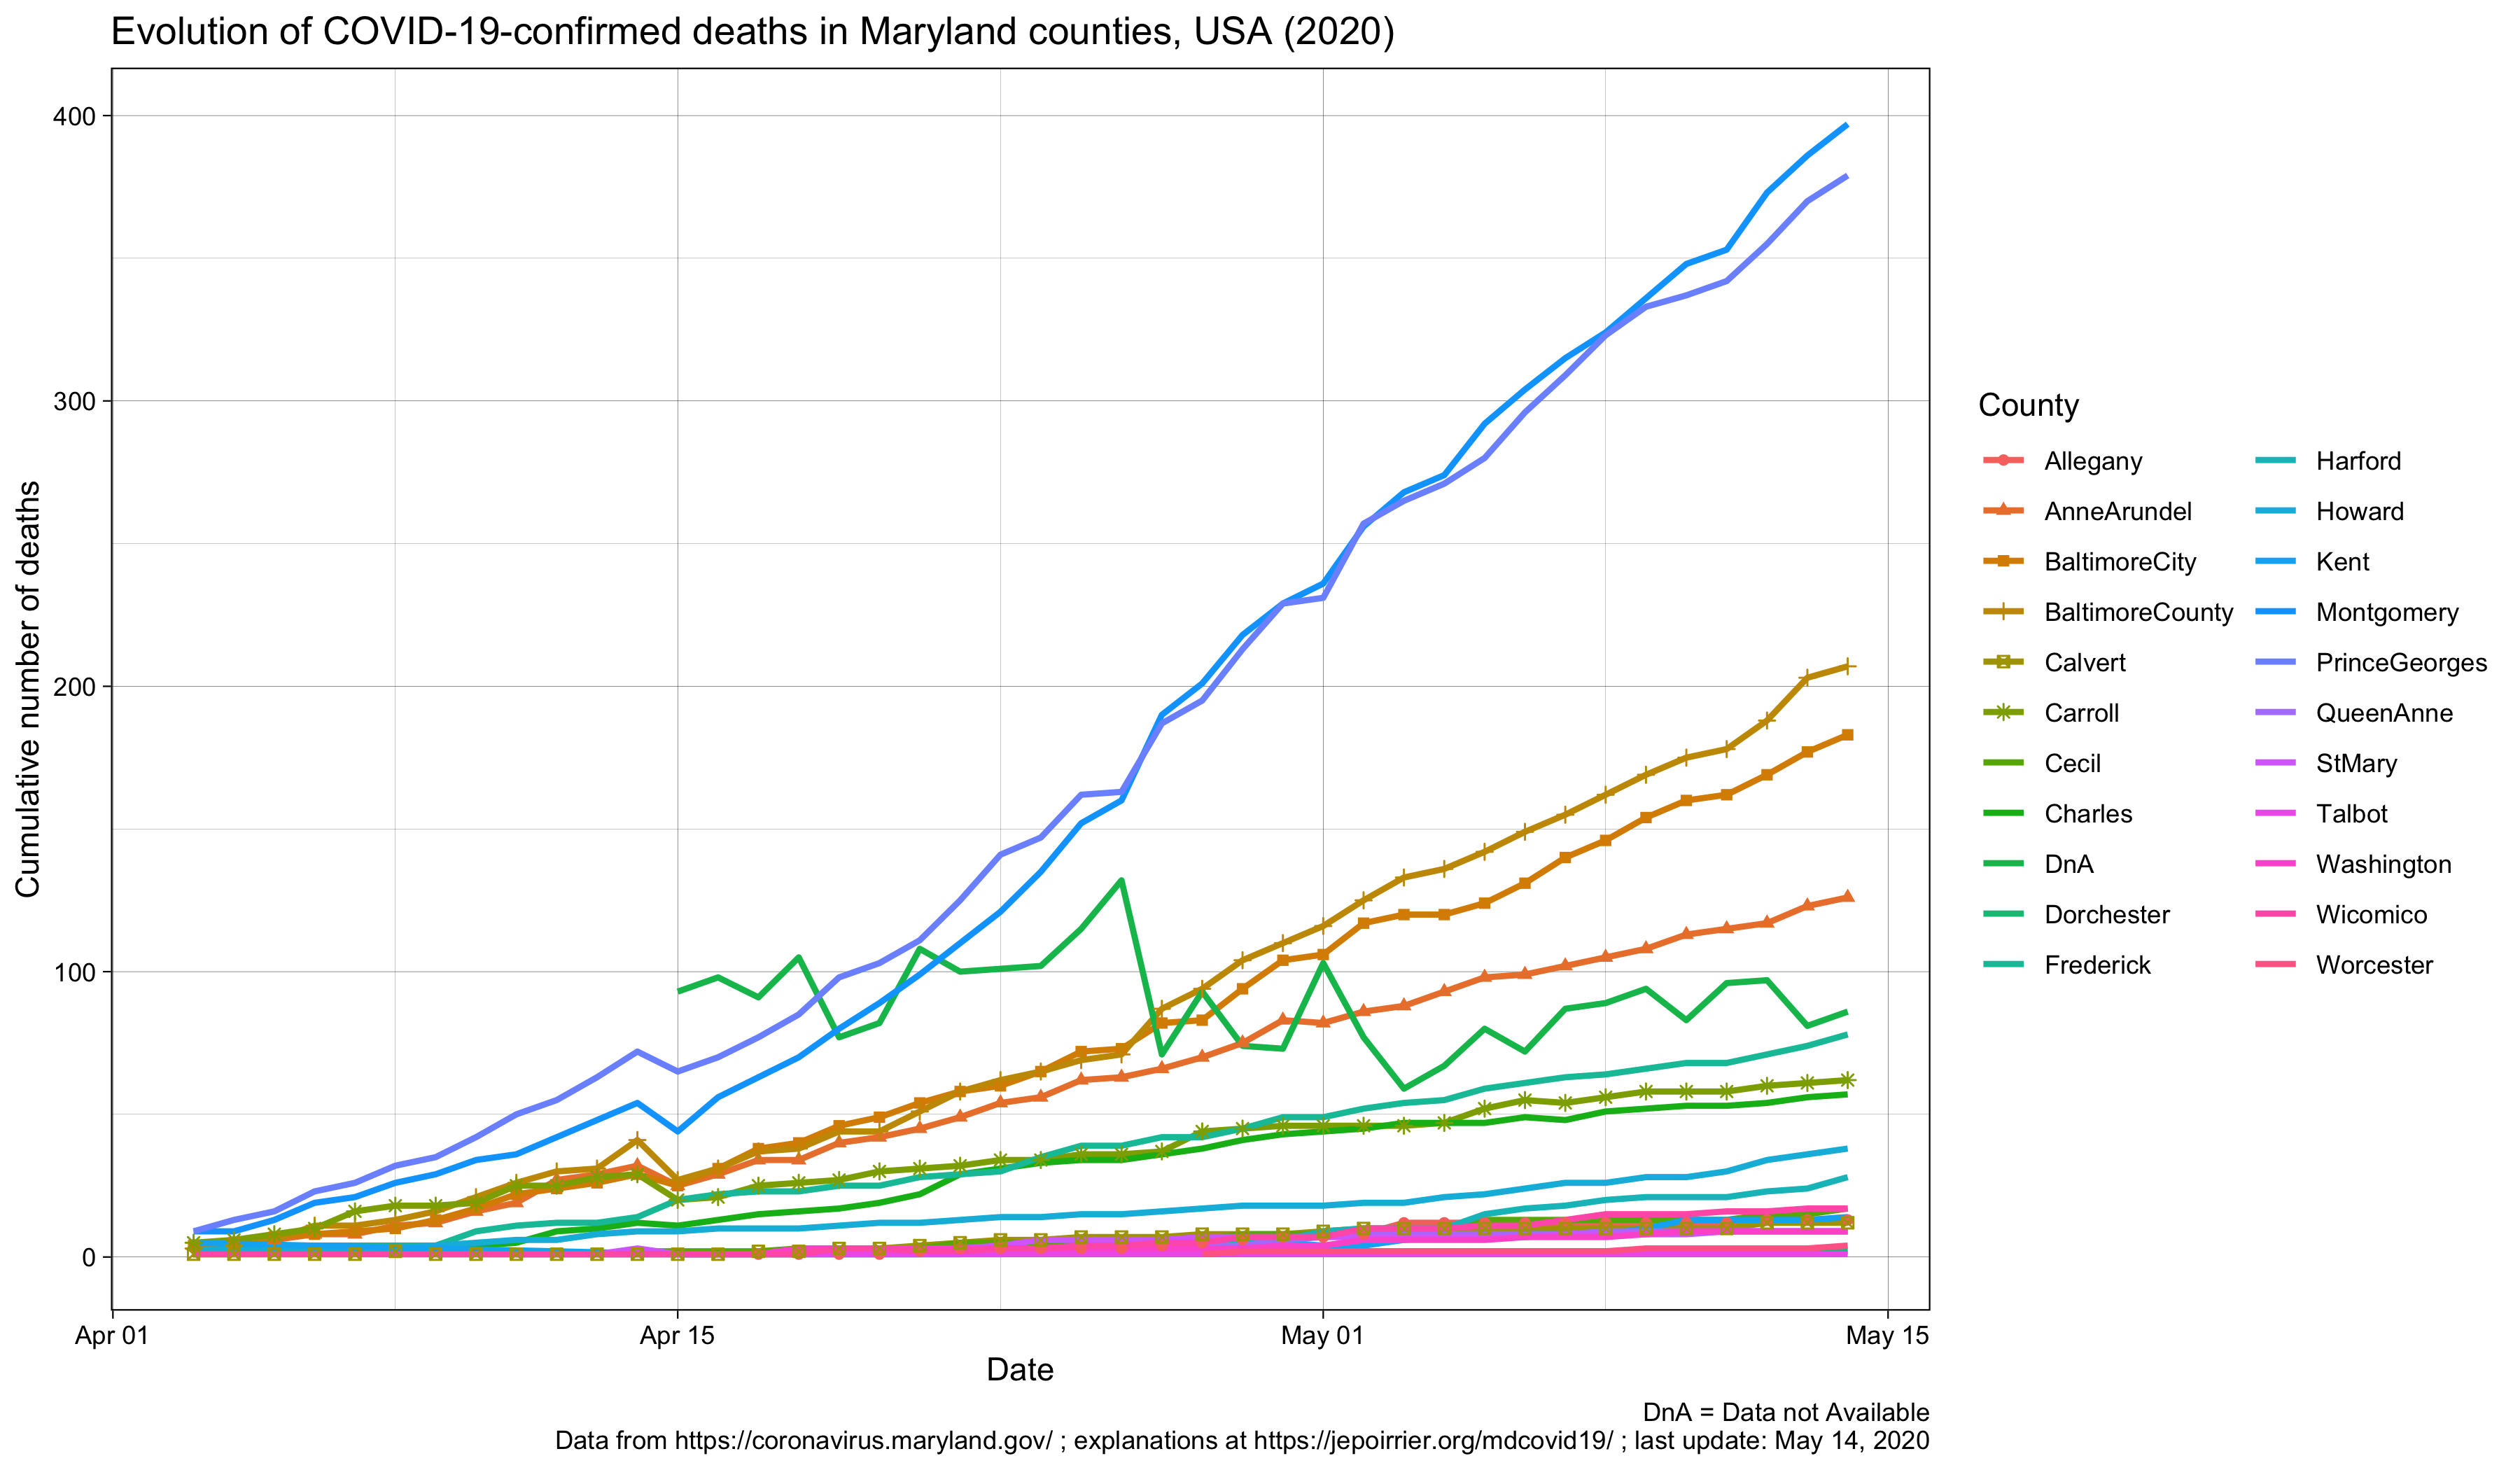 Evolution of COVID-19-confirmed deaths in Maryland counties, USA (2020)
400
300
200
100
0
Cumulative number of deaths
Apr 01
Apr 15
May 01
May 15
Date
County
Allegany
AnneArundel
BaltimoreCity
BaltimoreCounty
Calvert
Carroll
Cecil
Charles
DnA
Dorchester
Frederick
Harford
Howard
Kent
Montgomery
PrinceGeorges
QueenAnne
StMary
Talbot
Washington
Wicomico
Worcester
DnA = Data not Available
Data from https://coronavirus.maryland.gov/ ; explanations at https://jepoirrier.org/mdcovid19/ ; last update: May 14, 2020